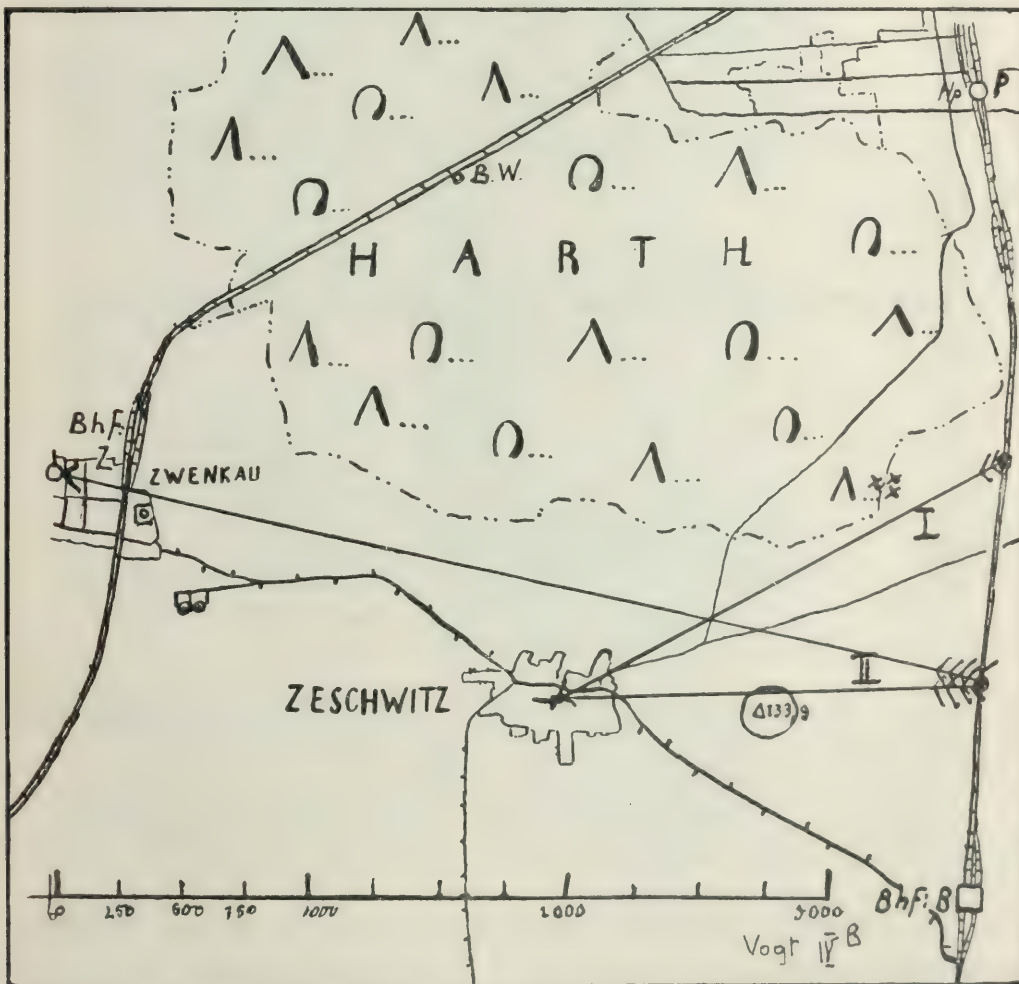 P
B.W.
H A R T H
Bhf.
Z.
ZWENKAU
I
II
ZESCHWITZ
Δ133,9
0 250 500 750 1000 2000 3000
Bhf. B
Vogt IV B